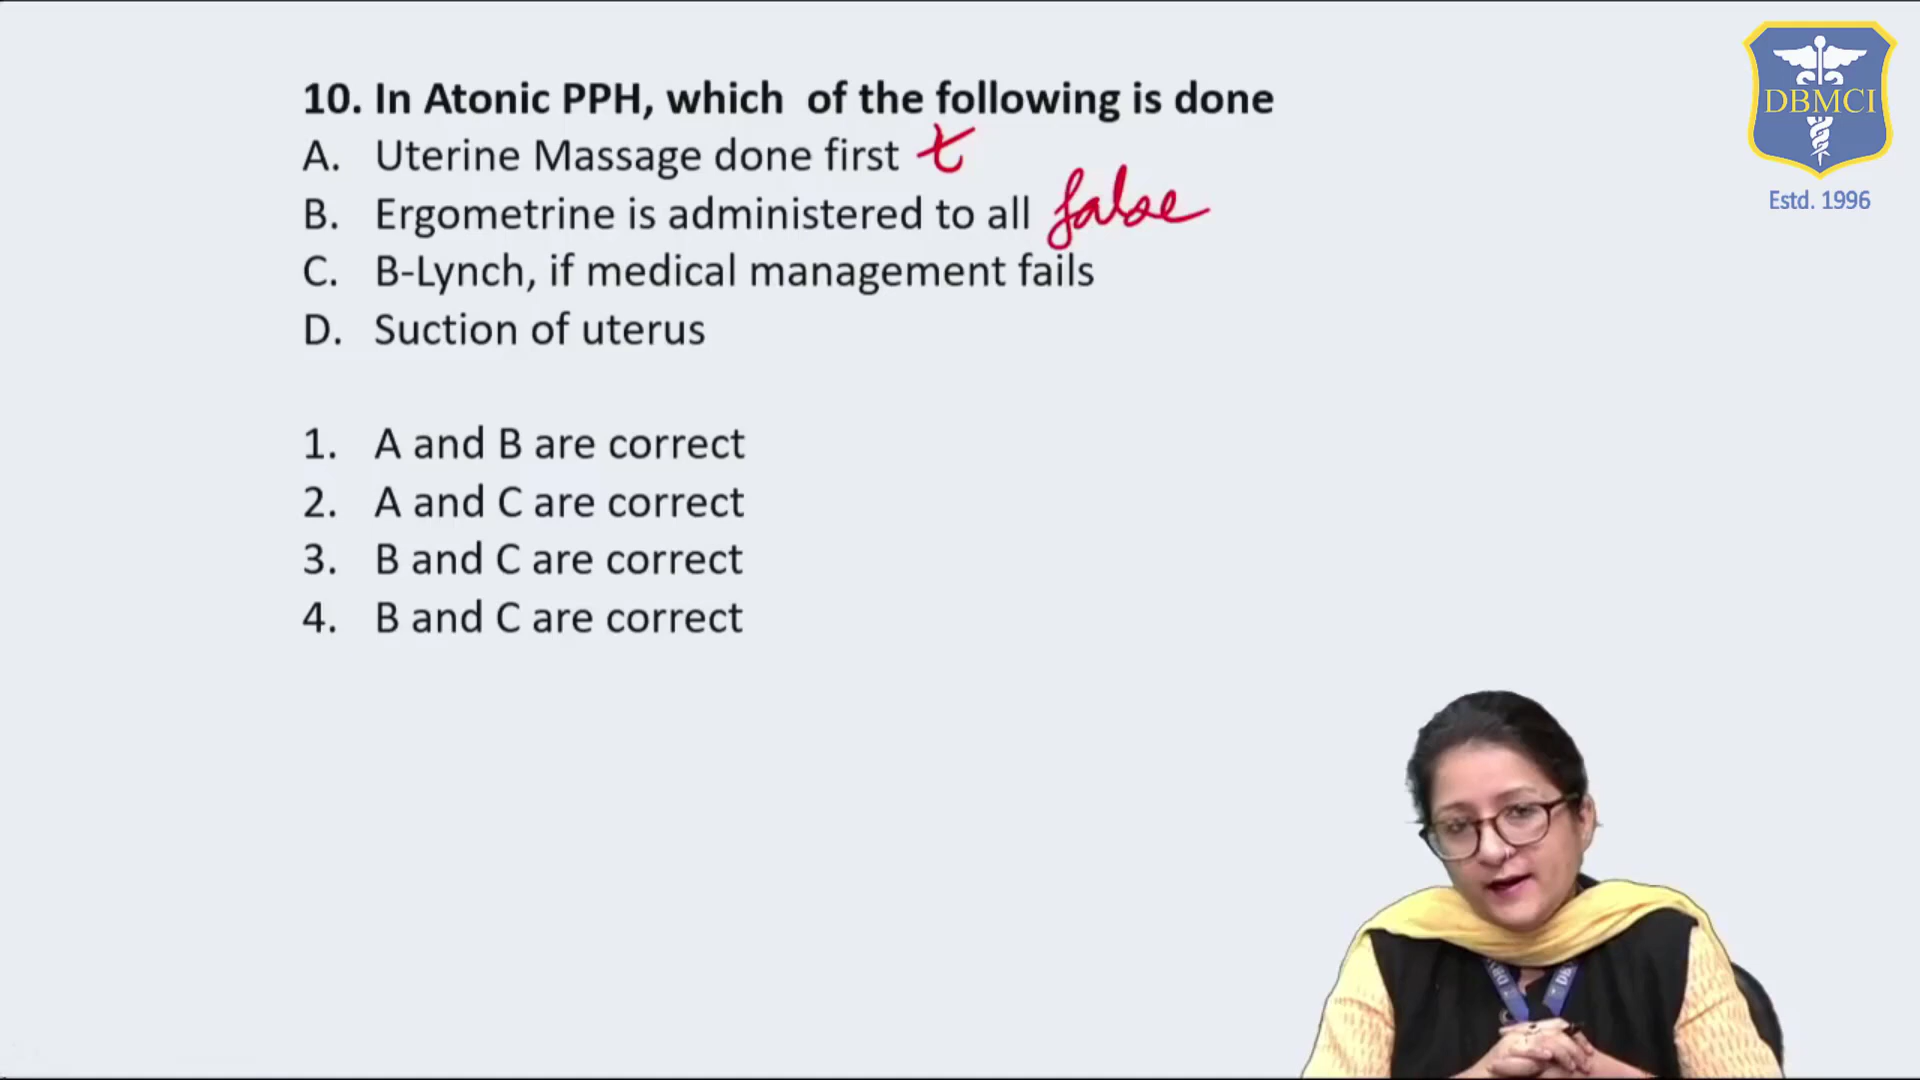 10. In Atonic PPH, which of the following is done
A. Uterine Massage done first t
B. Ergometrine is administered to all false
C. B-Lynch, if medical management fails
D. Suction of uterus
1. A and B are correct
2. A and C are correct
3. B and C are correct
4. B and C are correct
DBMCI
Estd. 1996